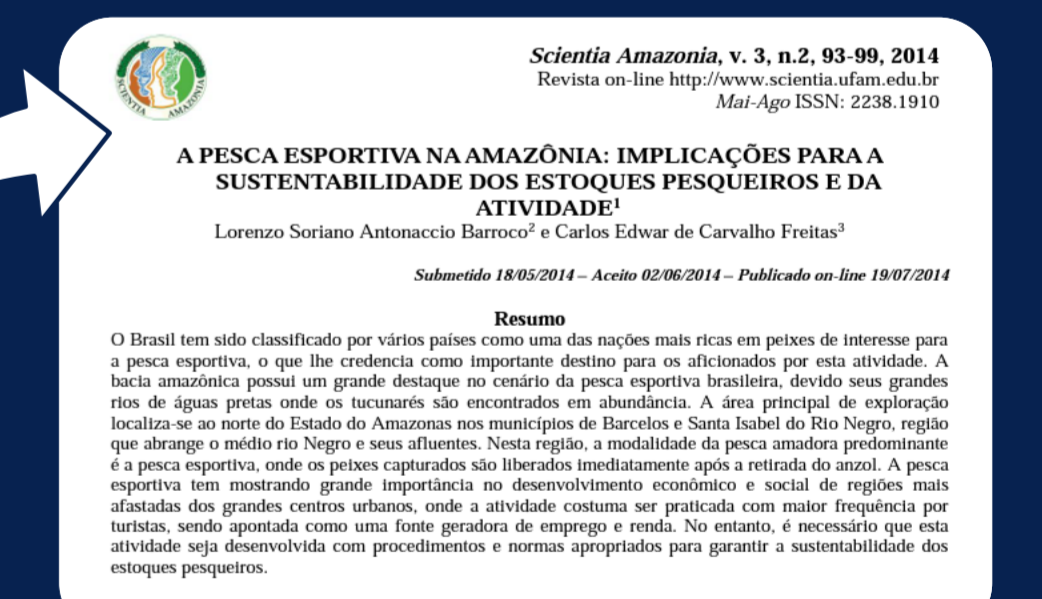 SCIENTIA AMAZONIA
Scientia Amazonia, v. 3, n.2, 93-99, 2014
Revista on-line http://www.scientia.ufam.edu.br
Mai-Ago ISSN: 2238.1910
A PESCA ESPORTIVA NA AMAZÔNIA: IMPLICAÇÕES PARA A
SUSTENTABILIDADE DOS ESTOQUES PESQUEIROS E DA
ATIVIDADE¹
Lorenzo Soriano Antonaccio Barroco² e Carlos Edwar de Carvalho Freitas³
Submetido 18/05/2014 – Aceito 02/06/2014 – Publicado on-line 19/07/2014
Resumo
O Brasil tem sido classificado por vários países como uma das nações mais ricas em peixes de interesse para
a pesca esportiva, o que lhe credencia como importante destino para os aficionados por esta atividade. A
bacia amazônica possui um grande destaque no cenário da pesca esportiva brasileira, devido seus grandes
rios de águas pretas onde os tucunarés são encontrados em abundância. A área principal de exploração
localiza-se ao norte do Estado do Amazonas nos municípios de Barcelos e Santa Isabel do Rio Negro, região
que abrange o médio rio Negro e seus afluentes. Nesta região, a modalidade da pesca amadora predominante
é a pesca esportiva, onde os peixes capturados são liberados imediatamente após a retirada do anzol. A pesca
esportiva tem mostrando grande importância no desenvolvimento econômico e social de regiões mais
afastadas dos grandes centros urbanos, onde a atividade costuma ser praticada com maior frequência por
turistas, sendo apontada como uma fonte geradora de emprego e renda. No entanto, é necessário que esta
atividade seja desenvolvida com procedimentos e normas apropriados para garantir a sustentabilidade dos
estoques pesqueiros.